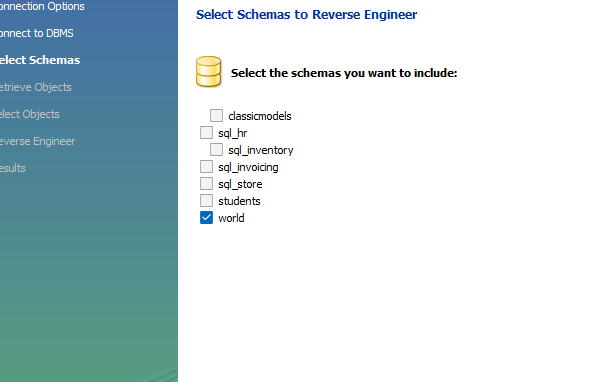 onnection Options
Select Schemas to Reverse Engineer
onnect to DBMS
elect Schemas
Select the schemas you want to include:
etrieve Objects
elect Objects
everse Engineer
esults
classicmodels
sql_hr
sql_inventory
sql_invoicing
sql_store
students
world